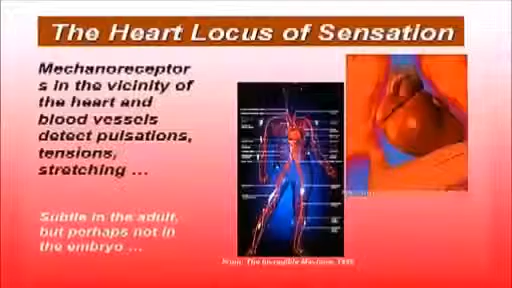 The Heart Locus of Sensation
Mechanoreceptor
s in the vicinity of
the heart and
blood vessels
detect pulsations,
tensions,
stretching ...
Subtle in the adult,
but perhaps not in
the embryo ...
From: The Incredible Machine, 1986